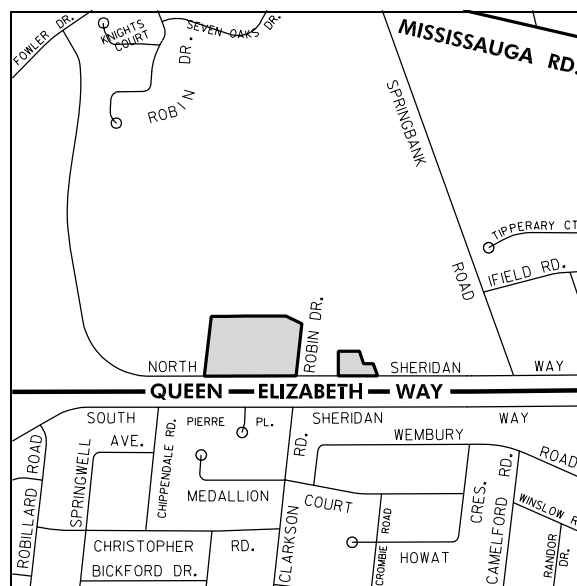 FOWLER DR.
KNIGHTS COURT
SEVEN OAKS DR.
MISSISSAUGA RD.
ROBIN DR.
SPRINGBANK ROAD
TIPPERARY CT
IFIELD RD.
ROBIN DR.
NORTH SHERIDAN WAY
QUEEN ELIZABETH WAY
SOUTH SHERIDAN WAY
ROBILLARD ROAD
SPRINGWELL AVE.
CHIPPENDALE RD.
PIERRE PL.
CLARKSON RD.
WEMBURY ROAD
MEDALLION COURT
CHRISTOPHER RD.
BICKFORD DR.
CROMBIE ROAD
HOWAT CRES.
CAMELFORD RD.
WINSLOW R
RANDOR DR.